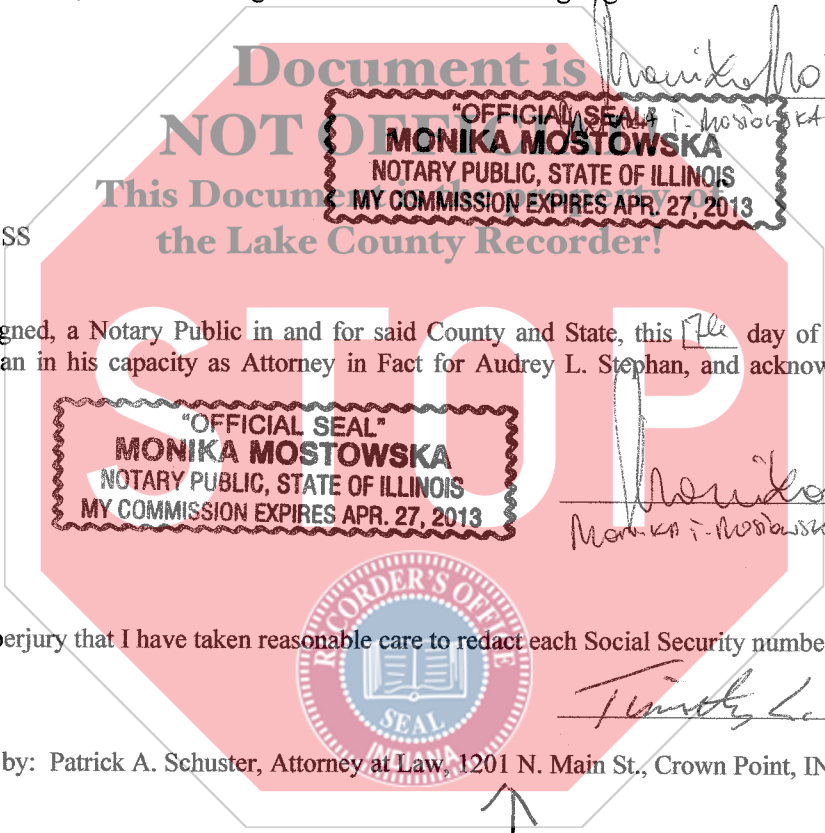 Document is
NOT OFFICIAL!
"OFFICIAL SEAL"
MONIKA MOSTOWSKA
NOTARY PUBLIC, STATE OF ILLINOIS
MY COMMISSION EXPIRES APR. 27, 2013
This Document is the property of
the Lake County Recorder!
SS
STOP
gned, a Notary Public in and for said County and State, this day of
an in his capacity as Attorney in Fact for Audrey L. Stephan, and acknow
"OFFICIAL SEAL"
MONIKA MOSTOWSKA
NOTARY PUBLIC, STATE OF ILLINOIS
MY COMMISSION EXPIRES APR. 27, 2013
Monika
RECORDER'S OFFICE
SEAL
INDIANA
perjury that I have taken reasonable care to redact each Social Security numbe
Timothy L.
by: Patrick A. Schuster, Attorney at Law, 1201 N. Main St., Crown Point, IN